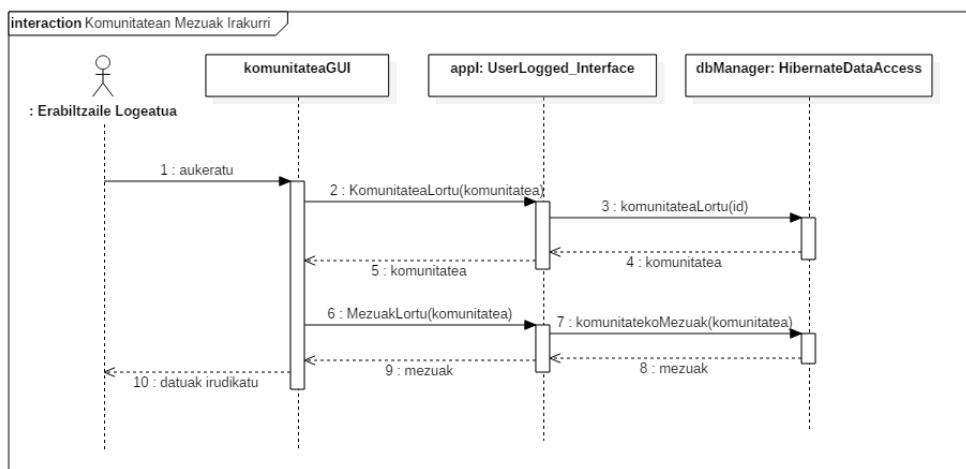 interaction Komunitatean Mezuak Irakurri
komunitateaGUI
appI: UserLogged_Interface
dbManager: HibernateDataAccess
: Erabiltzaile Logeatua
1 : aukeratu
2 : KomunitateaLortu(komunitatea)
3 : komunitateaLortu(id)
4 : komunitatea
5 : komunitatea
6 : MezuakLortu(komunitatea)
7 : komunitatekoMezuak(komunitatea)
8 : mezuak
9 : mezuak
10 : datuak irudikatu